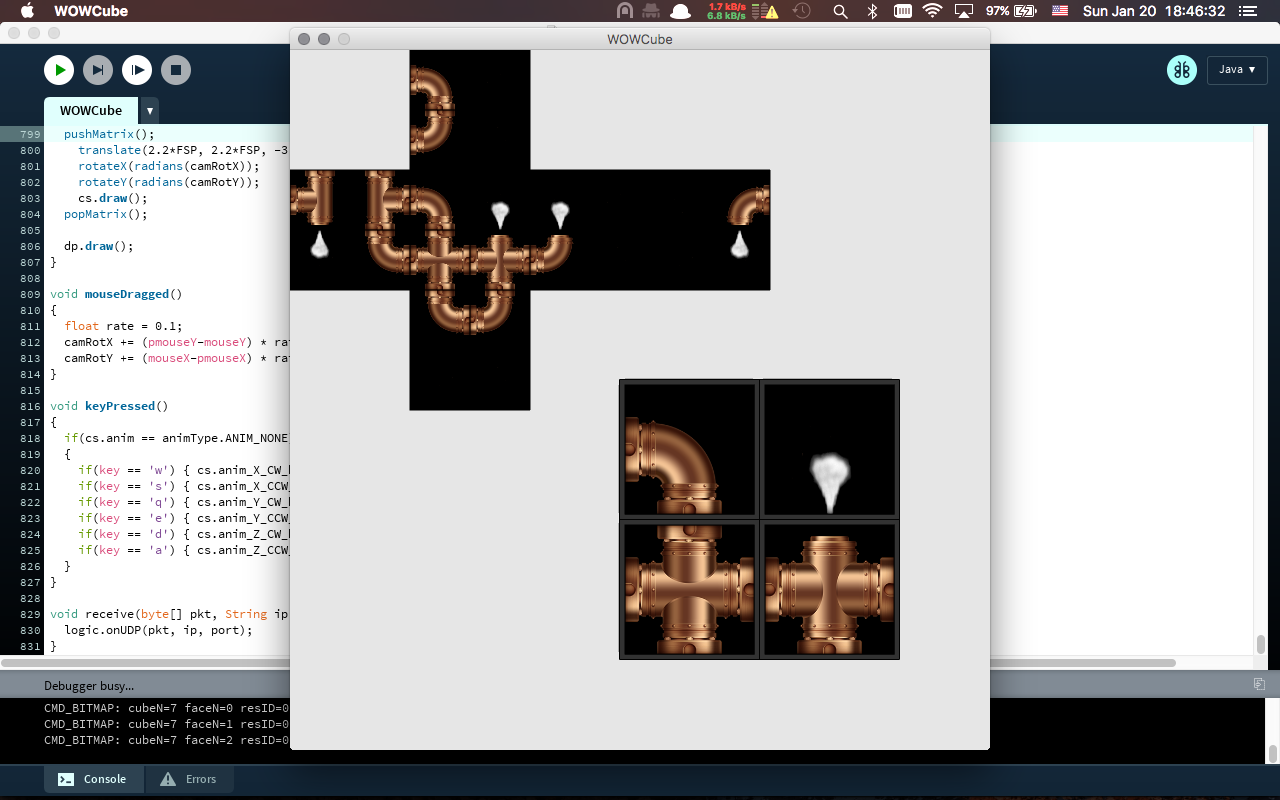 WOWCube
1.7 kB/s
6.8 kB/s
97%
Sun Jan 20 18:46:32
WOWCube
Java ▾
WOWCube ▾
799 pushMatrix();
800 translate(2.2*FSP, 2.2*FSP, -3
801 rotateX(radians(camRotX));
802 rotateY(radians(camRotY));
803 cs.draw();
804 popMatrix();
805
806 dp.draw();
807 }
808
809 void mouseDragged()
810 {
811 float rate = 0.1;
812 camRotX += (pmouseY-mouseY) * ra
813 camRotY += (mouseX-pmouseX) * ra
814 }
815
816 void keyPressed()
817 {
818 if(cs.anim == animType.ANIM_NONE
819 {
820 if(key == 'w') { cs.anim_X_CW_
821 if(key == 's') { cs.anim_X_CCW_
822 if(key == 'q') { cs.anim_Y_CW_
823 if(key == 'e') { cs.anim_Y_CCW_
824 if(key == 'd') { cs.anim_Z_CW_
825 if(key == 'a') { cs.anim_Z_CCW_
826 }
827 }
828
829 void receive(byte[] pkt, String ip
830 logic.onUDP(pkt, ip, port);
831 }
Debugger busy...
CMD_BITMAP: cubeN=7 faceN=0 resID=0
CMD_BITMAP: cubeN=7 faceN=1 resID=0
CMD_BITMAP: cubeN=7 faceN=2 resID=0
Console
Errors